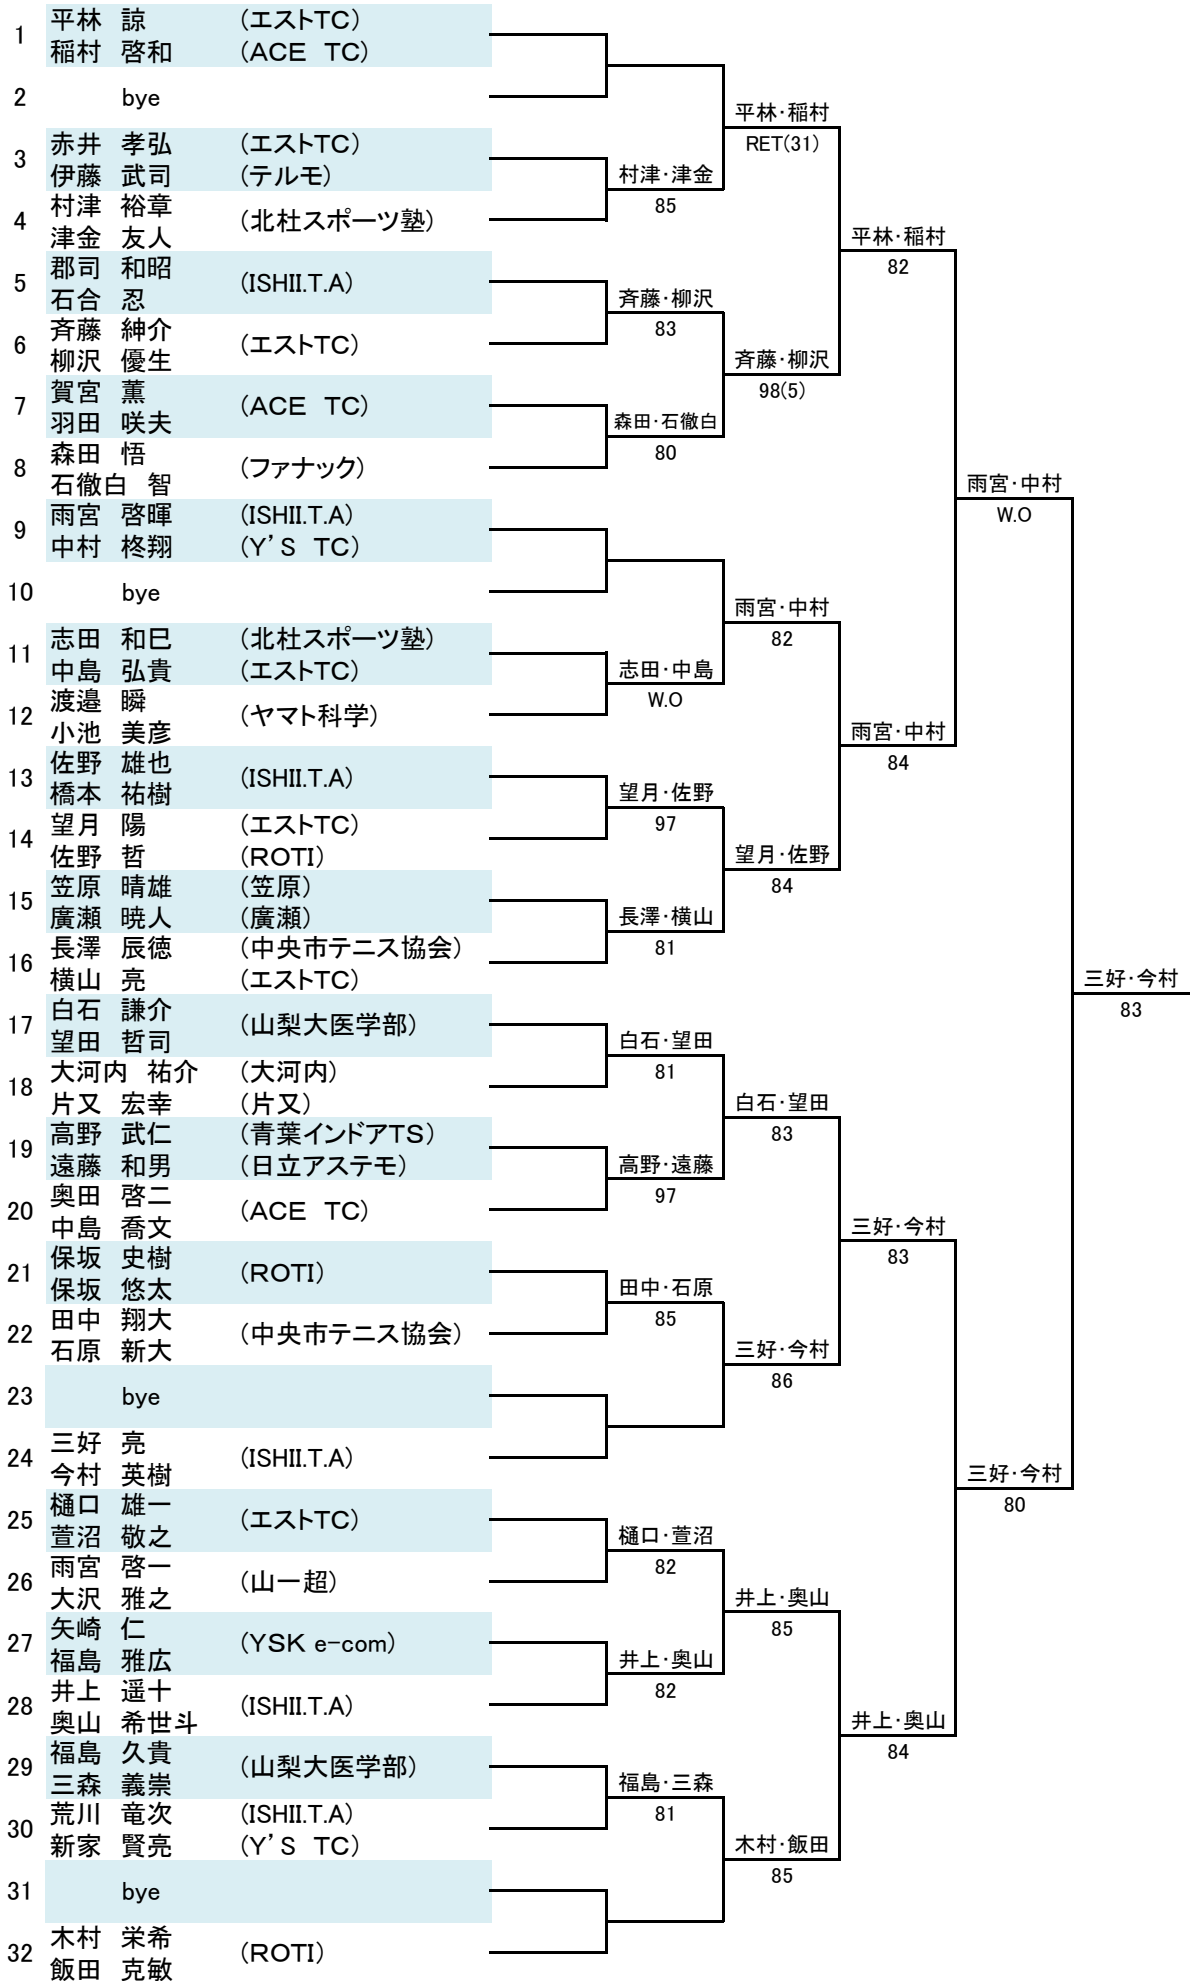 1 平林 諒 (エストTC)
稲村 啓和 (ACE TC)
2 bye
3 赤井 孝弘 (エストTC)
伊藤 武司 (テルモ)
4 村津 裕章 (北杜スポーツ塾)
津金 友人
5 郡司 和昭 (ISHII.T.A)
石合 忍
6 斉藤 紳介 (エストTC)
柳沢 優生
7 賀宮 薫 (ACE TC)
羽田 咲夫
8 森田 悟 (ファナック)
石徹白 智
9 雨宮 啓暉 (ISHII.T.A)
中村 柊翔 (Y'S TC)
10 bye
11 志田 和巳 (北杜スポーツ塾)
中島 弘貴 (エストTC)
12 渡邉 瞬 (ヤマト科学)
小池 美彦
13 佐野 雄也 (ISHII.T.A)
橋本 祐樹
14 望月 陽 (エストTC)
佐野 哲 (ROTI)
15 笠原 晴雄 (笠原)
廣瀬 暁人 (廣瀬)
16 長澤 辰徳 (中央市テニス協会)
横山 亮 (エストTC)
17 白石 謙介 (山梨大医学部)
望田 哲司
18 大河内 祐介 (大河内)
片又 宏幸 (片又)
19 高野 武仁 (青葉インドアTS)
遠藤 和男 (日立アステモ)
20 奥田 啓二 (ACE TC)
中島 喬文
21 保坂 史樹 (ROTI)
保坂 悠太
22 田中 翔大 (中央市テニス協会)
石原 新大
23 bye
24 三好 亮 (ISHII.T.A)
今村 英樹
25 樋口 雄一 (エストTC)
萱沼 敬之
26 雨宮 啓一 (山一超)
大沢 雅之
27 矢崎 仁 (YSK e-com)
福島 雅広
28 井上 遥十 (ISHII.T.A)
奥山 希世斗
29 福島 久貴 (山梨大医学部)
三森 義崇
30 荒川 竜次 (ISHII.T.A)
新家 賢亮 (Y'S TC)
31 bye
32 木村 栄希 (ROTI)
飯田 克敏
村津・津金
85
斉藤・柳沢
83
森田・石徹白
80
志田・中島
W.O
望月・佐野
97
長澤・横山
81
白石・望田
81
高野・遠藤
97
田中・石原
85
樋口・萱沼
82
井上・奥山
82
福島・三森
81
平林・稲村
RET(31)
斉藤・柳沢
98(5)
雨宮・中村
82
望月・佐野
84
白石・望田
83
三好・今村
86
井上・奥山
85
木村・飯田
85
平林・稲村
82
雨宮・中村
84
三好・今村
83
井上・奥山
84
雨宮・中村
W.O
三好・今村
80
三好・今村
83